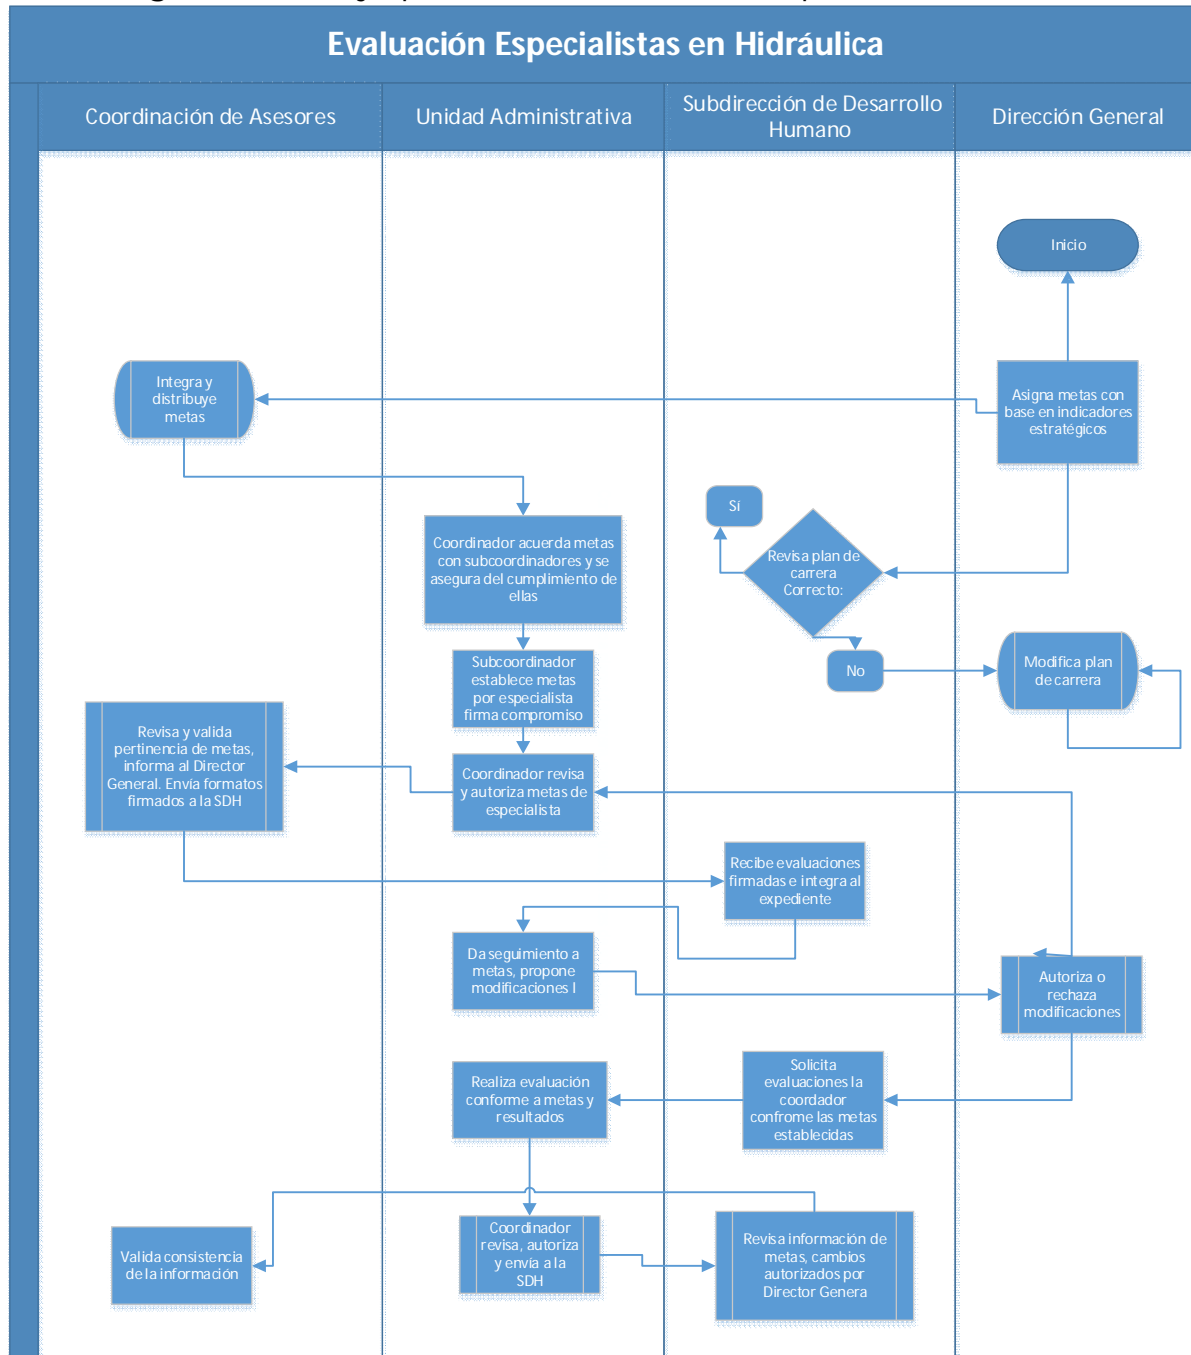 Evaluación Especialistas en Hidráulica
Coordinación de Asesores
Unidad Administrativa
Subdirección de Desarrollo
Humano
Dirección General
Inicio
Integra y
distribuye
metas
Asigna metas con
base en indicadores
estratégicos
Sí
Coordinador acuerda metas
con subcoordinadores y se
asegura del cumplimiento de
ellas
Revisa plan de
carrera
Correcto:
No
Modifica plan
de carrera
Subcoordinador
establece metas
por especialista
firma compromiso
Revisa y valida
pertinencia de metas,
informa al Director
General. Envía formatos
firmados a la SDH
Coordinador revisa
y autoriza metas de
especialista
Recibe evaluaciones
firmadas e integra al
expediente
Da seguimiento a
metas, propone
modificaciones I
Autoriza o
rechaza
modificaciones
Solicita
evaluaciones la
coordador
confrome las metas
establecidas
Realiza evaluación
conforme a metas y
resultados
Valida consistencia
de la información
Coordinador
revisa, autoriza
y envía a la
SDH
Revisa información de
metas, cambios
autorizados por
Director Genera